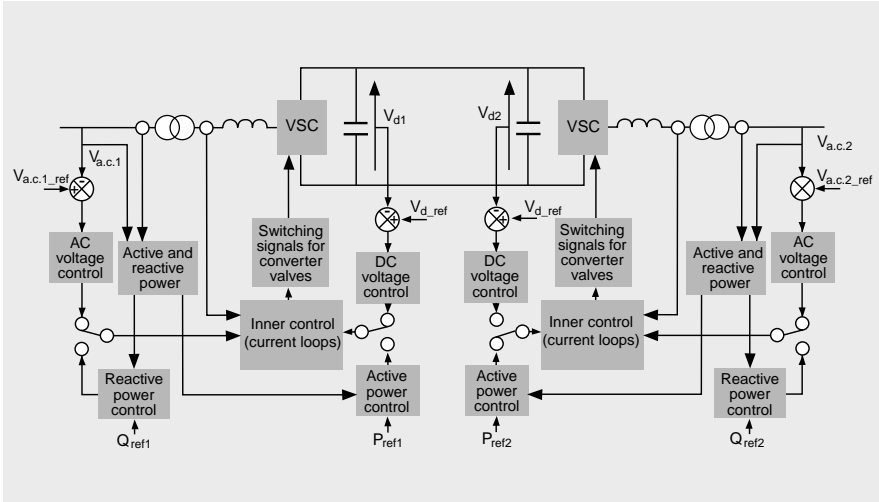 VSC
V_d1
V_d2
VSC
V_a.c.1
V_a.c.2
V_a.c.1_ref
V_a.c.2_ref
V_d_ref
V_d_ref
AC
voltage
control
Active and
reactive
power
Switching
signals for
converter
valves
DC
voltage
control
DC
voltage
control
Switching
signals for
converter
valves
Active and
reactive
power
AC
voltage
control
Inner control
(current loops)
Inner control
(current loops)
Reactive
power
control
Active
power
control
Active
power
control
Reactive
power
control
Q_ref1
P_ref1
P_ref2
Q_ref2